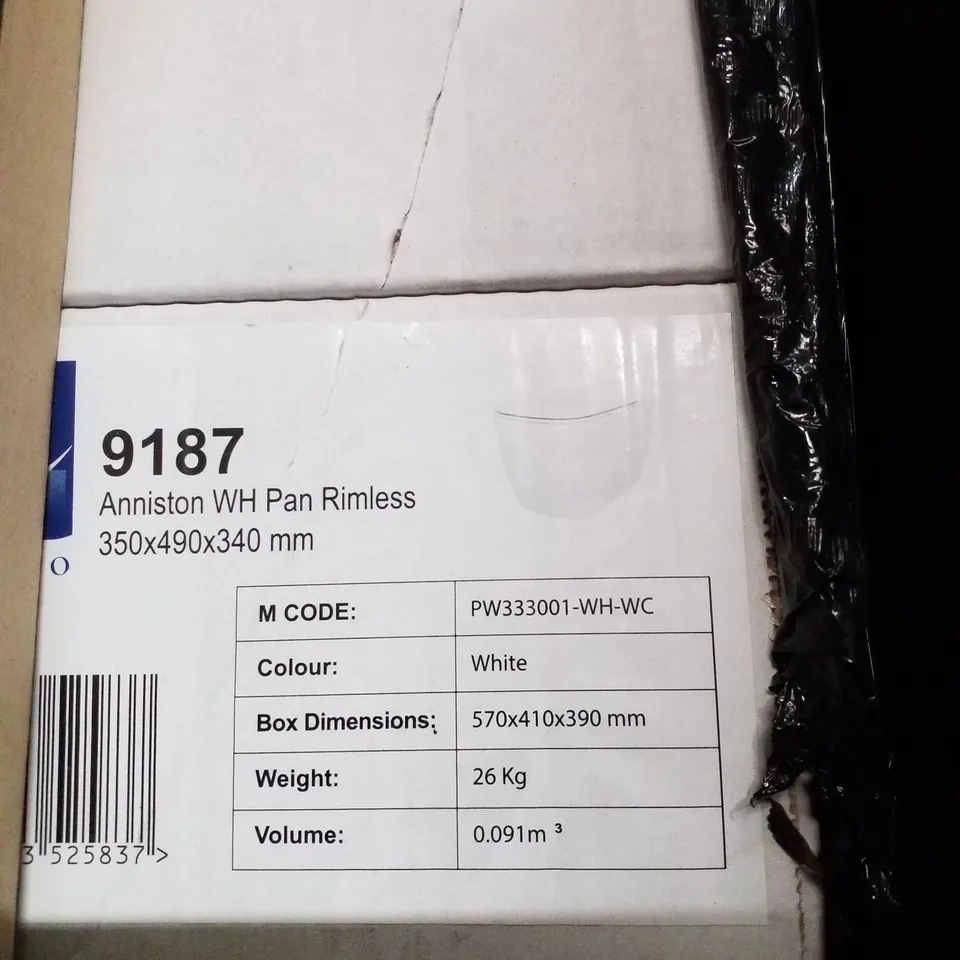 9187
Anniston WH Pan Rimless
350x490x340 mm
O
M CODE: PW333001-WH-WC
Colour: White
Box Dimensions: 570x410x390 mm
Weight: 26 Kg
Volume: 0.091m ³
3 525837 >